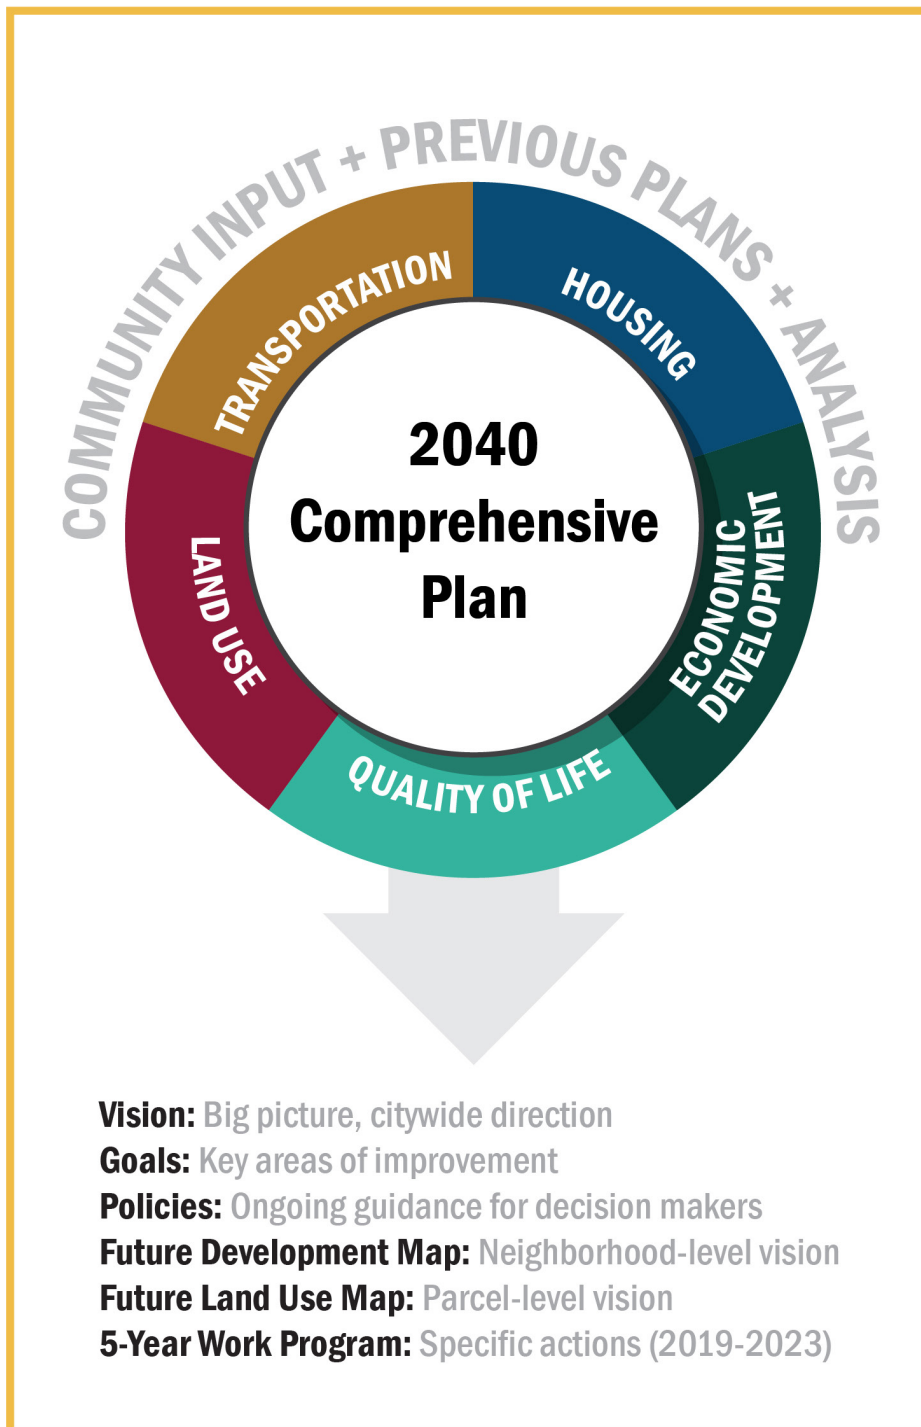 COMMUNITY INPUT + PREVIOUS PLANS + ANALYSIS
TRANSPORTATION
HOUSING
2040
Comprehensive
Plan
LAND USE
ECONOMIC
DEVELOPMENT
QUALITY OF LIFE
Vision: Big picture, citywide direction
Goals: Key areas of improvement
Policies: Ongoing guidance for decision makers
Future Development Map: Neighborhood-level vision
Future Land Use Map: Parcel-level vision
5-Year Work Program: Specific actions (2019-2023)